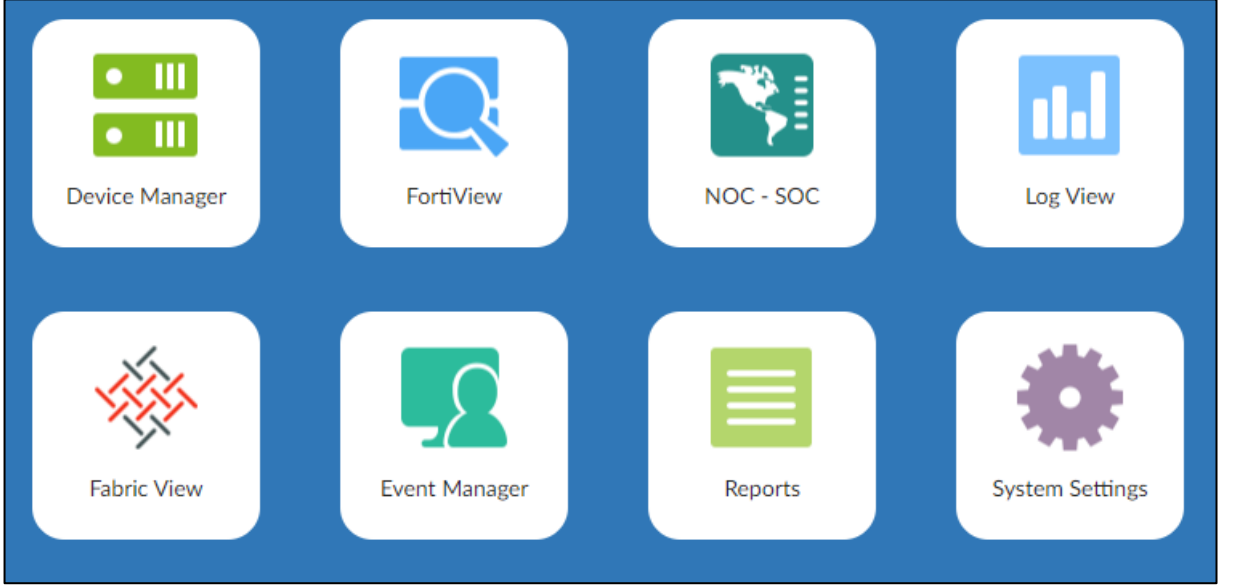 Device Manager
FortiView
NOC - SOC
Log View
Fabric View
Event Manager
Reports
System Settings